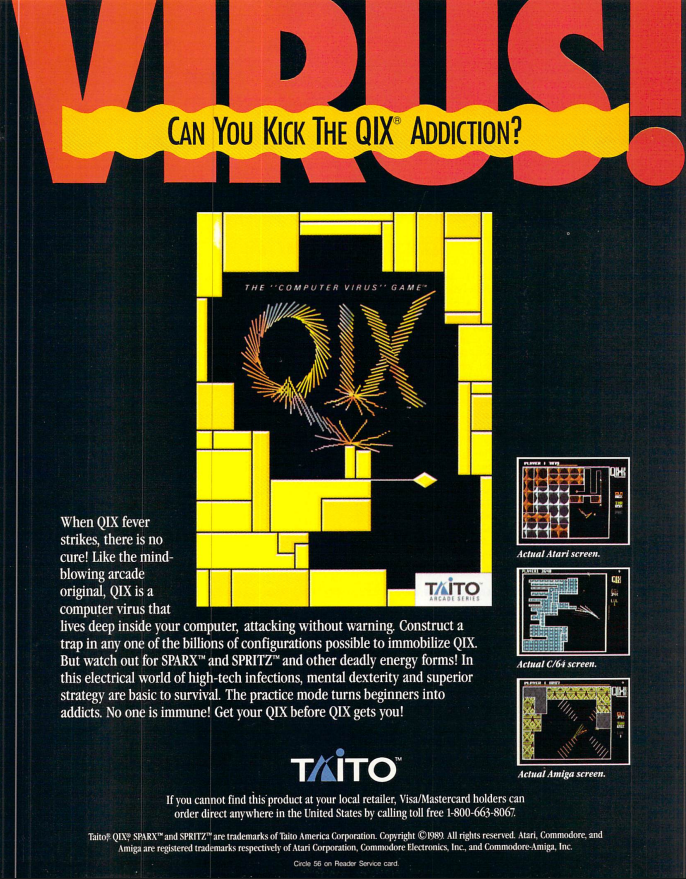 VIRUS!
CAN YOU KICK THE QIX® ADDICTION?
THE "COMPUTER VIRUS" GAME™
QIX
TAITO™
ARCADE SERIES
When QIX fever
strikes, there is no
cure! Like the mind-
blowing arcade
original, QIX is a
computer virus that
lives deep inside your computer, attacking without warning. Construct a
trap in any one of the billions of configurations possible to immobilize QIX.
But watch out for SPARX™ and SPRITZ™ and other deadly energy forms! In
this electrical world of high-tech infections, mental dexterity and superior
strategy are basic to survival. The practice mode turns beginners into
addicts. No one is immune! Get your QIX before QIX gets you!
Actual Atari screen.
Actual C/64 screen.
Actual Amiga screen.
TAITO™
If you cannot find this product at your local retailer, Visa/Mastercard holders can
order direct anywhere in the United States by calling toll free 1-800-663-8067.
Taito®, QIX®, SPARX™ and SPRITZ™ are trademarks of Taito America Corporation. Copyright ©1989. All rights reserved. Atari, Commodore, and
Amiga are registered trademarks respectively of Atari Corporation, Commodore Electronics, Inc., and Commodore-Amiga, Inc.
Circle 56 on Reader Service card.